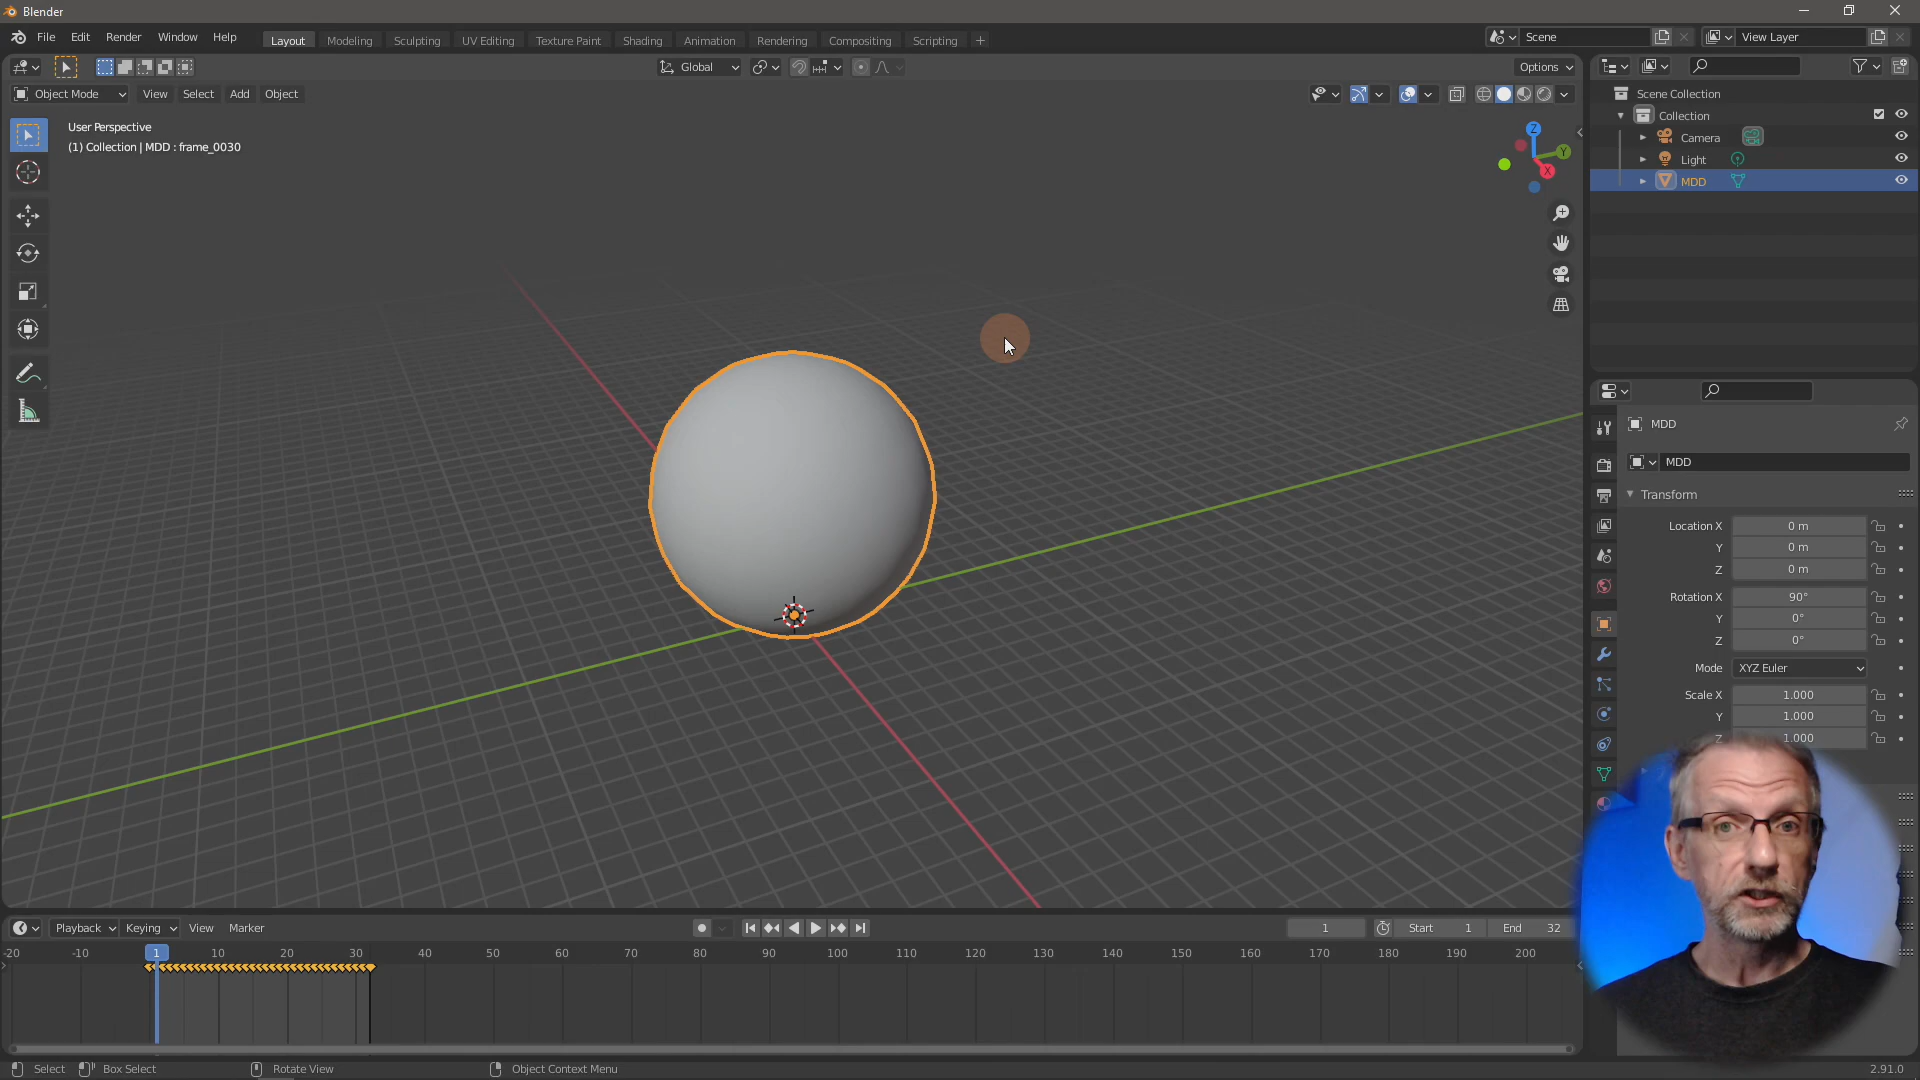 Blender
File Edit Render Window Help Layout Modeling Sculpting UV Editing Texture Paint Shading Animation Rendering Compositing Scripting + Scene View Layer
Global Options
Object Mode View Select Add Object
User Perspective
(1) Collection | MDD : frame_0030
Z
Y
X
Scene Collection
Collection
Camera
Light
MDD
MDD
MDD
Transform
Location X 0 m
Y 0 m
Z 0 m
Rotation X 90°
Y 0°
Z 0°
Mode XYZ Euler
Scale X 1.000
Y 1.000
Z 1.000
Playback Keying View Marker 1 Start 1 End 32
-20 -10 1 10 20 30 40 50 60 70 80 90 100 110 120 130 140 150 160 170 180 190 200
Select Box Select Rotate View Object Context Menu 2.91.0